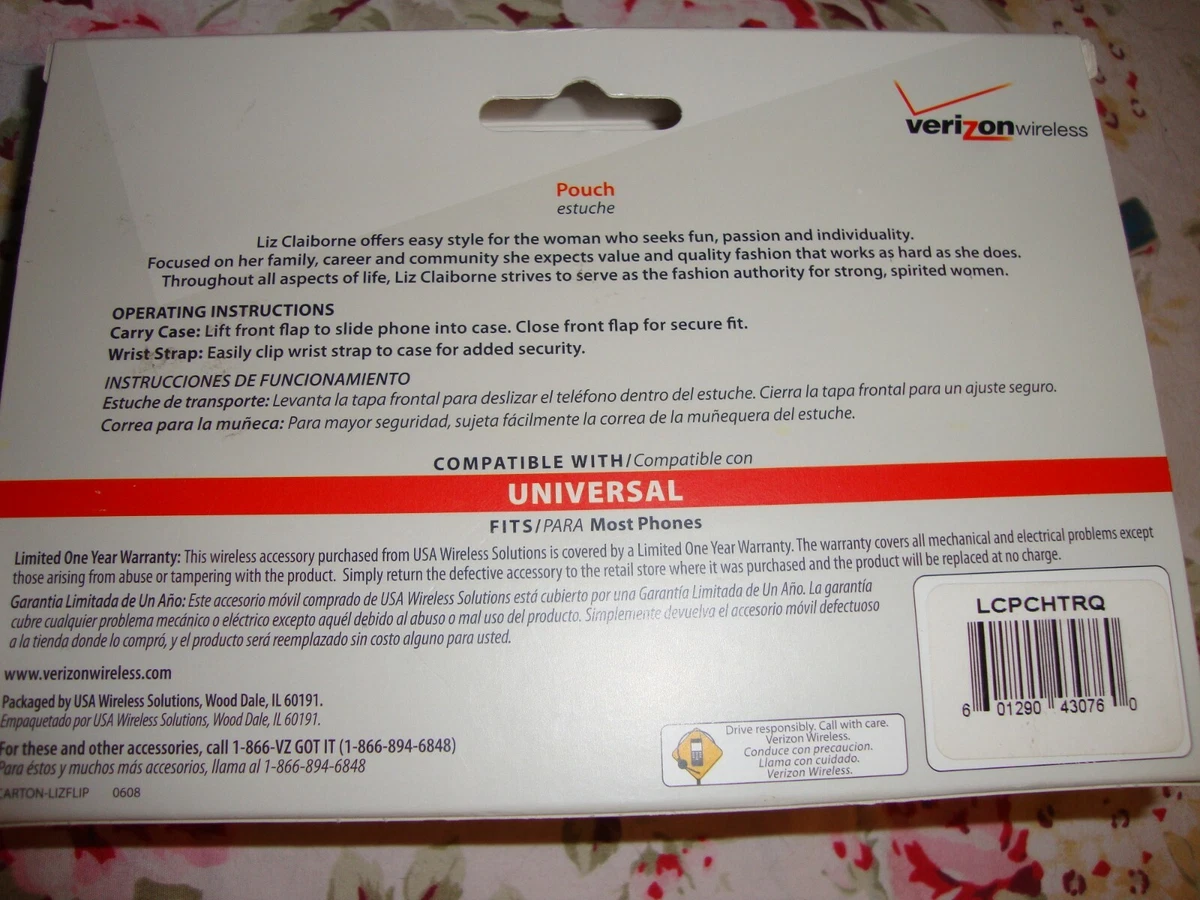 verizonwireless
Pouch
estuche
Liz Claiborne offers easy style for the woman who seeks fun, passion and individuality.
Focused on her family, career and community she expects value and quality fashion that works as hard as she does.
Throughout all aspects of life, Liz Claiborne strives to serve as the fashion authority for strong, spirited women.
OPERATING INSTRUCTIONS
Carry Case: Lift front flap to slide phone into case. Close front flap for secure fit.
Wrist Strap: Easily clip wrist strap to case for added security.
INSTRUCCIONES DE FUNCIONAMIENTO
Estuche de transporte: Levanta la tapa frontal para deslizar el teléfono dentro del estuche. Cierra la tapa frontal para un ajuste seguro.
Correa para la muñeca: Para mayor seguridad, sujeta fácilmente la correa de la muñequera del estuche.
COMPATIBLE WITH/Compatible con
UNIVERSAL
FITS/PARA Most Phones
Limited One Year Warranty: This wireless accessory purchased from USA Wireless Solutions is covered by a Limited One Year Warranty. The warranty covers all mechanical and electrical problems except
those arising from abuse or tampering with the product. Simply return the defective accessory to the retail store where it was purchased and the product will be replaced at no charge.
Garantia Limitada de Un Año: Este accesorio móvil comprado de USA Wireless Solutions está cubierto por una Garantía Limitada de Un Año. La garantía
cubre cualquier problema mecánico o eléctrico excepto aquél debido al abuso o mal uso del producto. Simplemente devuelva el accesorio móvil defectuoso
a la tienda donde lo compró, y el producto será reemplazado sin costo alguno para usted.
www.verizonwireless.com
Packaged by USA Wireless Solutions, Wood Dale, IL 60191.
Empaquetado por USA Wireless Solutions, Wood Dale, IL 60191.
For these and other accessories, call 1-866-VZ GOT IT (1-866-894-6848)
Para éstos y muchos más accesorios, llama al 1-866-894-6848
CARTON-LIZFLIP 0608
Drive responsibly. Call with care.
Verizon Wireless.
Conduce con precaucion.
Llama con cuidado.
Verizon Wireless.
LCPCHTRQ
6 01290 43076 0